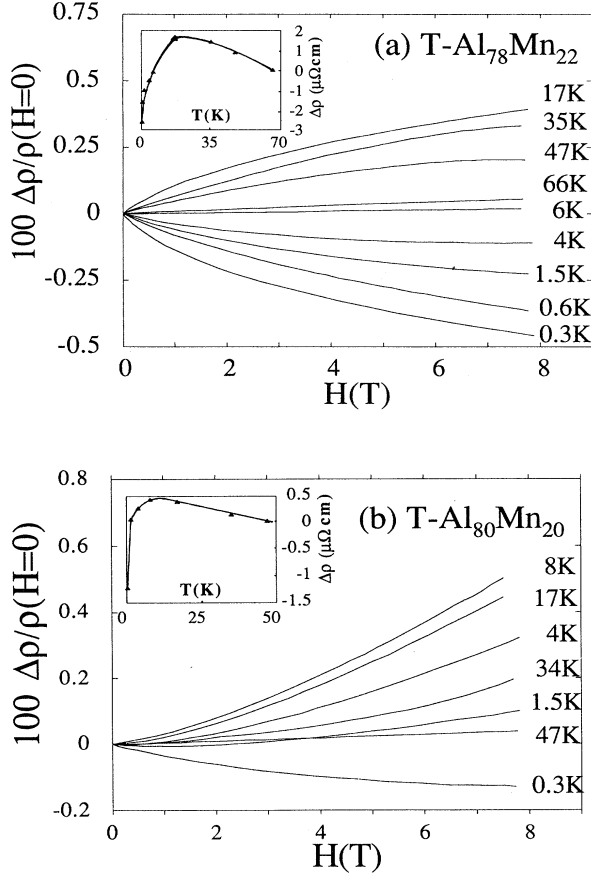 0.75
0.5
0.25
0
-0.25
-0.5
100 Δρ/ρ(H=0)
2
1
0
-1
-2
-3
Δρ (μΩcm)
T(K)
0 35 70
(a) T-Al₇₈Mn₂₂
17K
35K
47K
66K
6K
4K
1.5K
0.6K
0.3K
0 2 4 6 8
H(T)
0.8
0.6
0.4
0.2
0
-0.2
100 Δρ/ρ(H=0)
0.5
0
-0.5
-1
-1.5
Δρ (μΩcm)
T(K)
0 25 50
(b) T-Al₈₀Mn₂₀
8K
17K
4K
34K
1.5K
47K
0.3K
0 2 4 6 8
H(T)